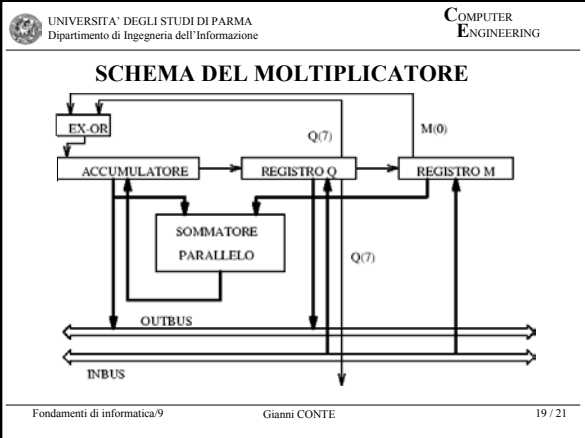 UNIVERSITA’ DEGLI STUDI DI PARMA
Dipartimento di Ingegneria dell’Informazione
COMPUTER
ENGINEERING
SCHEMA DEL MOLTIPLICATORE
EX-OR
Q(7)
M(0)
ACCUMULATORE
REGISTRO Q
REGISTRO M
SOMMATORE
PARALLELO
Q(7)
OUTBUS
INBUS
Fondamenti di informatica/9
Gianni CONTE
19 / 21